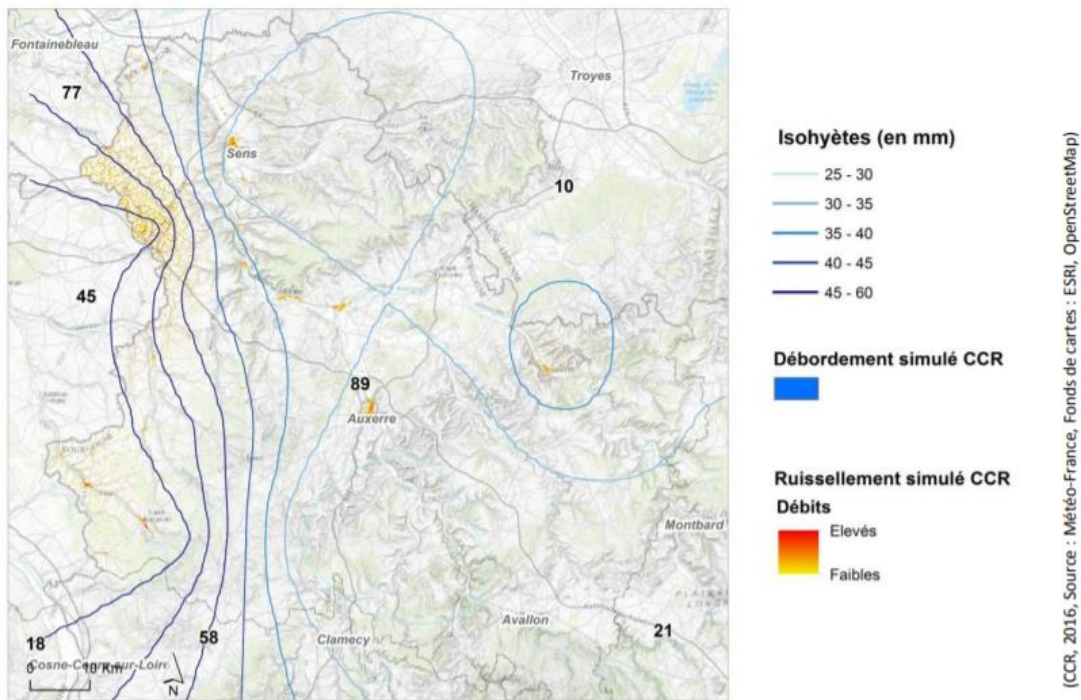 Fontainebleau
77
Troyes
Sens
10
45
89
Auxerre
Montbard
Avallon
21
58
18
Clamecy
Cosne-Cours-sur-Loire
0 10 Km
N
Isohyètes (en mm)
25 - 30
30 - 35
35 - 40
40 - 45
45 - 60
Débordement simulé CCR
Ruissellement simulé CCR
Débits
Elevés
Faibles
(CCR, 2016, Source : Météo-France, Fonds de cartes : ESRI, OpenStreetMap)